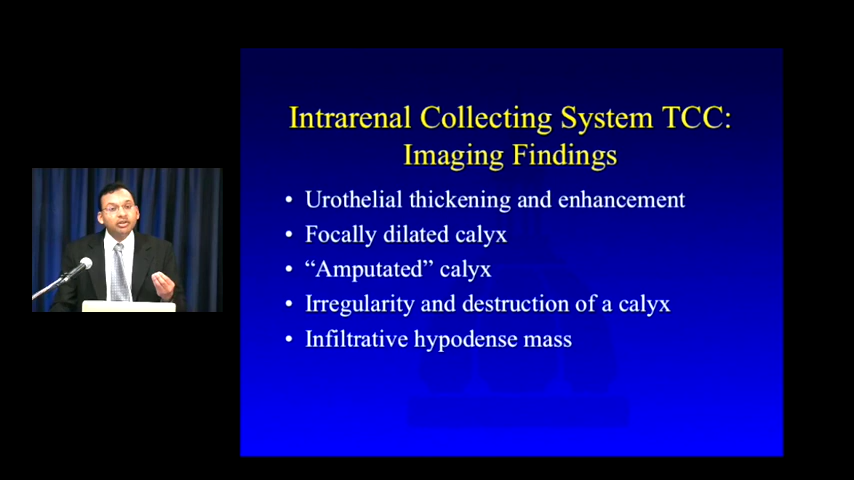 Intrarenal Collecting System TCC:
Imaging Findings
• Urothelial thickening and enhancement
• Focally dilated calyx
• “Amputated” calyx
• Irregularity and destruction of a calyx
• Infiltrative hypodense mass